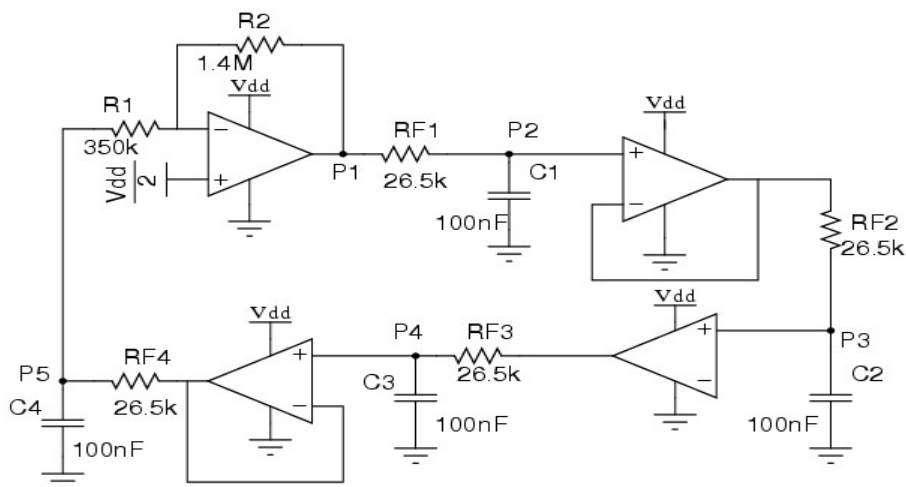 R2
1.4M
Vdd
R1
350k
−
+
Vdd
2
P1
RF1
26.5k
P2
C1
100nF
Vdd
+
−
RF2
26.5k
Vdd
+
−
P3
C2
100nF
P4
RF3
26.5k
C3
100nF
Vdd
+
−
P5
RF4
26.5k
C4
100nF